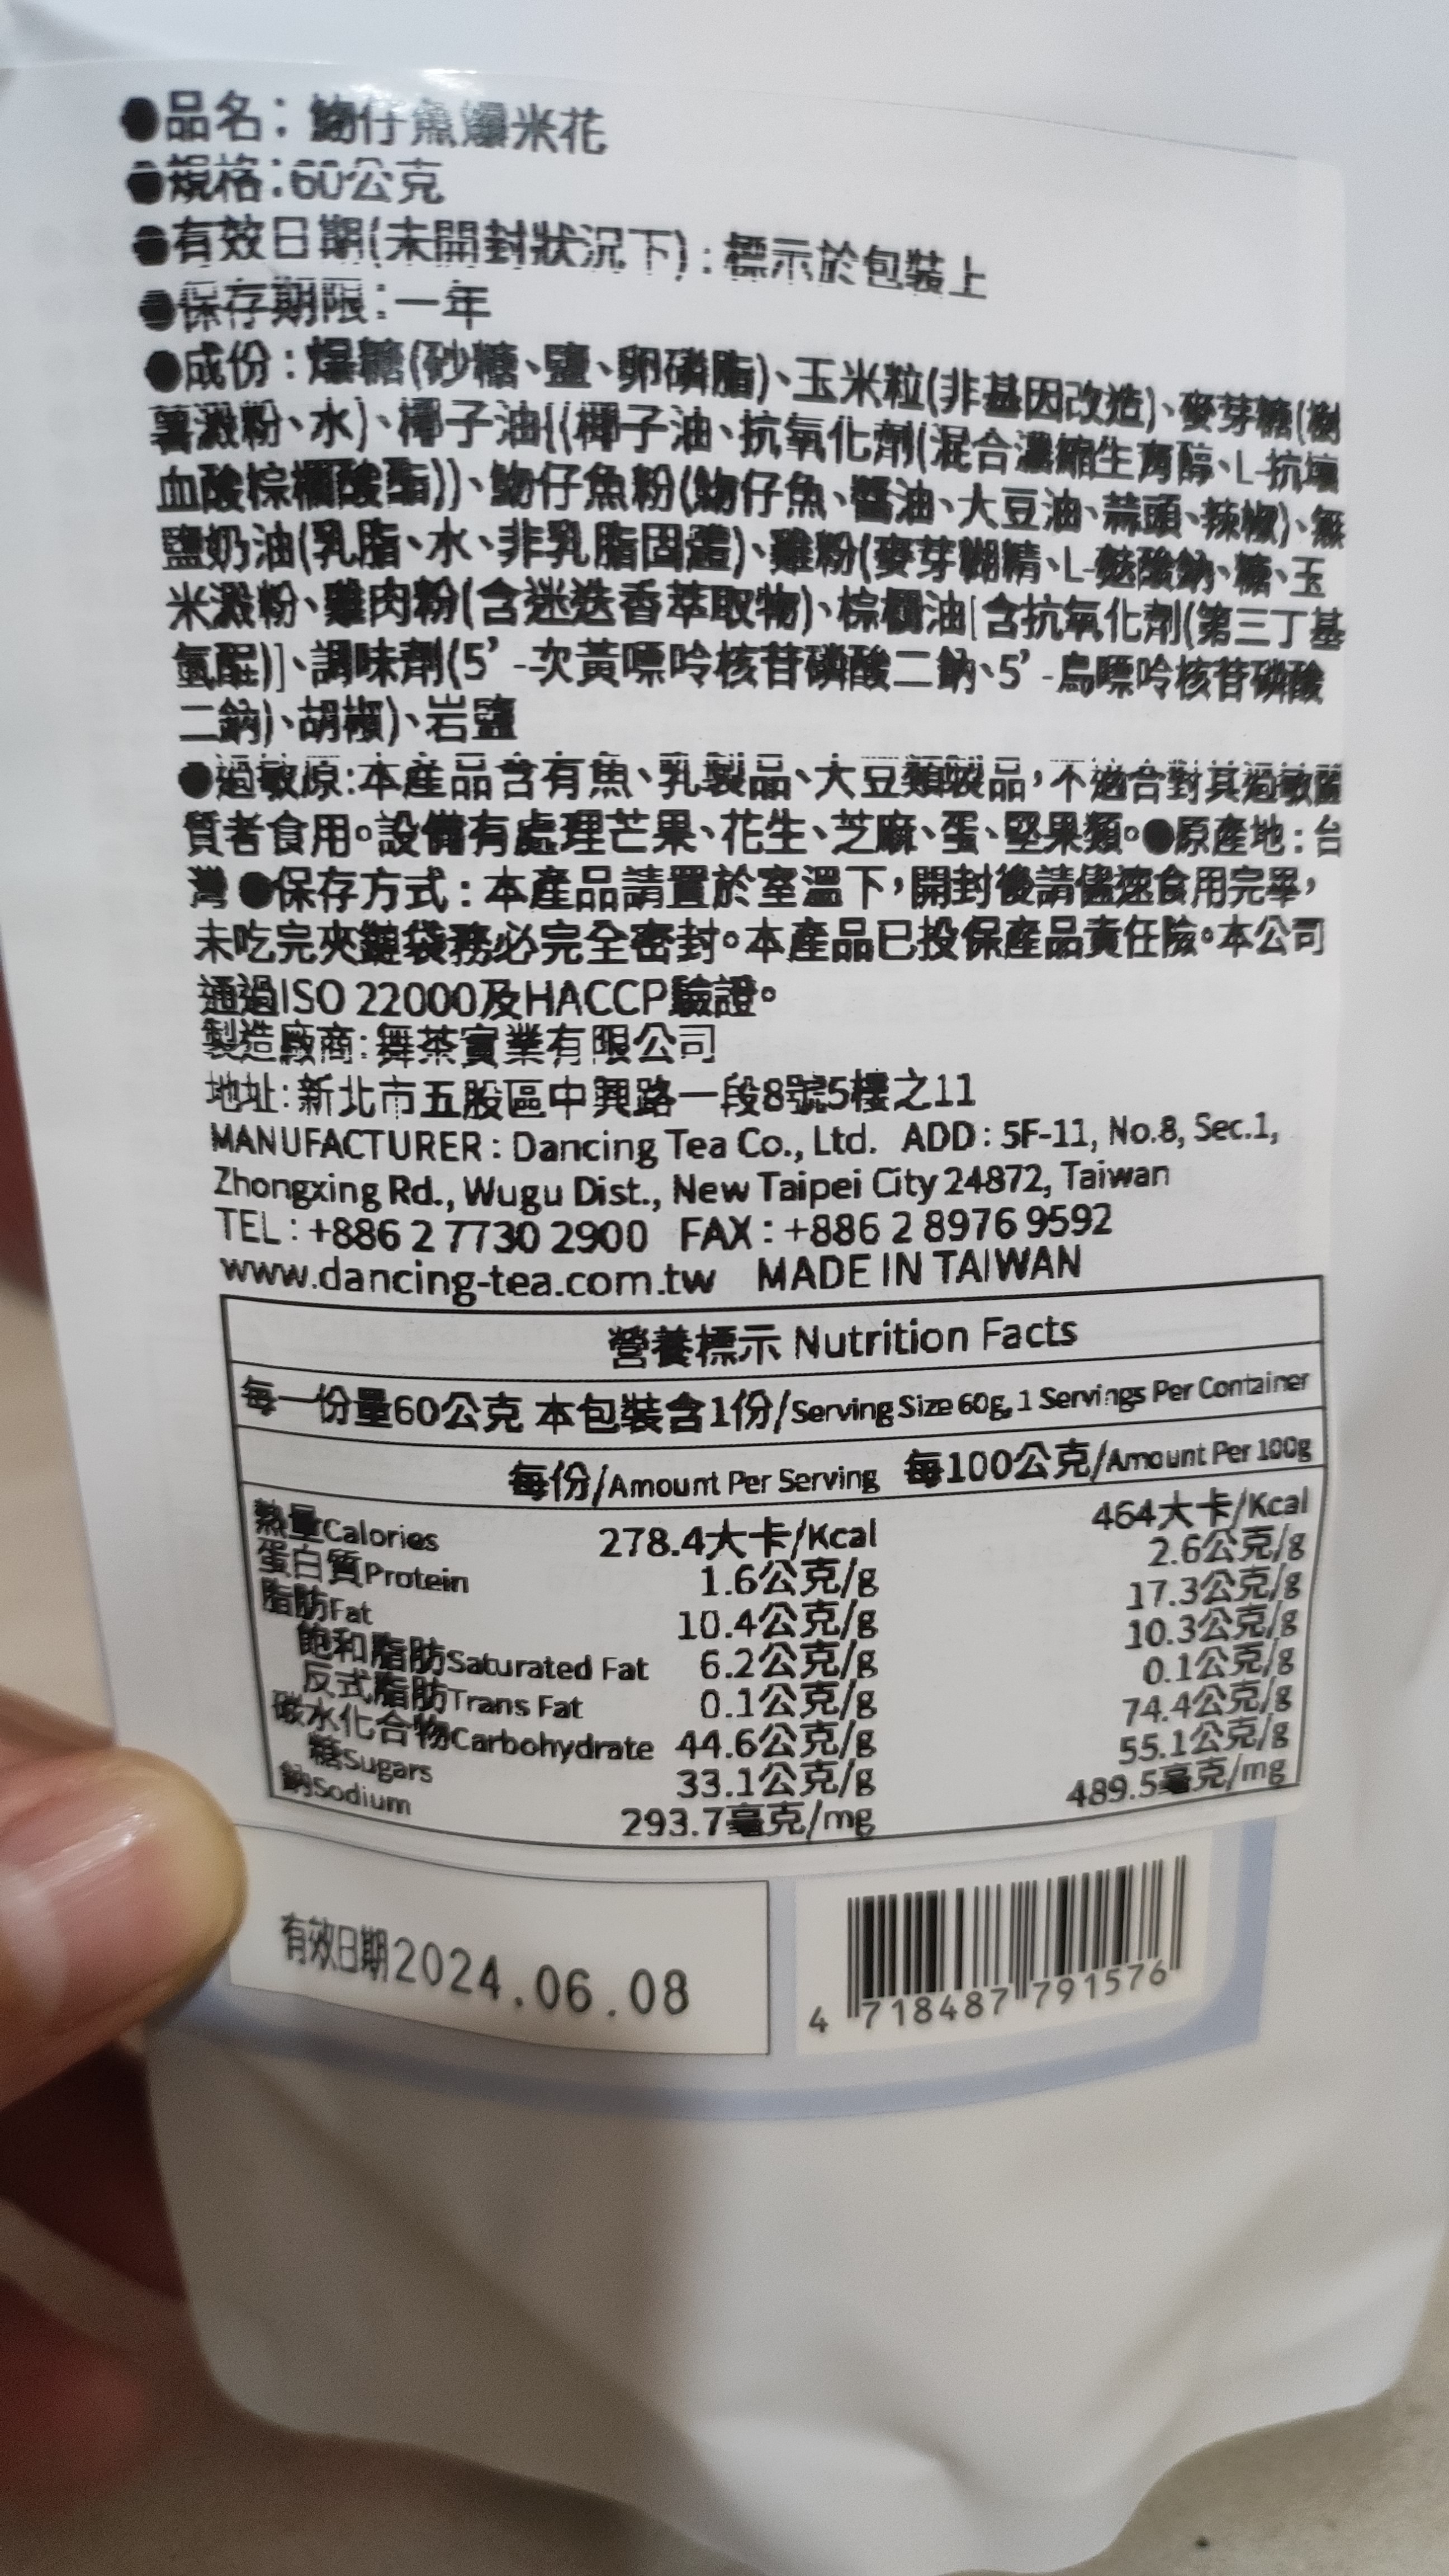 ●品名：魩仔魚爆米花
●規格：60公克
●有效日期(未開封狀況下)：標示於包裝上
●保存期限：一年
●成份：爆糖(砂糖、鹽、卵磷脂)、玉米粒(非基因改造)、麥芽糖(樹
薯澱粉、水)、椰子油{(椰子油、抗氧化劑(混合濃縮生育醇、L-抗壞
血酸棕櫚酸酯)}、魩仔魚粉(魩仔魚、醬油、大豆油、蒜頭、辣椒)、無
鹽奶油(乳脂、水、非乳脂固體)、雞粉(麥芽糊精、L-麩酸鈉、糖、玉
米澱粉、雞肉粉(含迷迭香萃取物)、棕櫚油[含抗氧化劑(第三丁基
氫醌)]、調味劑(5’-次黃嘌呤核苷磷酸二鈉、5’-鳥嘌呤核苷磷酸
二鈉)、胡椒)、岩鹽
●過敏原：本產品含有魚、乳製品、大豆類製品，不適合對其過敏體
質者食用。設備有處理芒果、花生、芝麻、蛋、堅果類。●原產地：台
灣 ●保存方式：本產品請置於室溫下，開封後請儘速食用完畢，
未吃完夾鏈袋務必完全密封。本產品已投保產品責任險。本公司
通過ISO 22000及HACCP驗證。
製造廠商：舞茶實業有限公司
地址：新北市五股區中興路一段8號5樓之11
MANUFACTURER : Dancing Tea Co., Ltd. ADD : 5F-11, No.8, Sec.1,
Zhongxing Rd., Wugu Dist., New Taipei City 24872, Taiwan
TEL : +886 2 7730 2900 FAX : +886 2 8976 9592
www.dancing-tea.com.tw MADE IN TAIWAN
營養標示 Nutrition Facts
每一份量60公克 本包裝含1份/Serving Size 60g, 1 Servings Per Container
每份/Amount Per Serving 每100公克/Amount Per 100g
熱量Calories 278.4大卡/Kcal 464大卡/Kcal
蛋白質Protein 1.6公克/g 2.6公克/g
脂肪Fat 10.4公克/g 17.3公克/g
飽和脂肪Saturated Fat 6.2公克/g 10.3公克/g
反式脂肪Trans Fat 0.1公克/g 0.1公克/g
碳水化合物Carbohydrate 44.6公克/g 74.4公克/g
糖Sugars 33.1公克/g 55.1公克/g
鈉Sodium 293.7毫克/mg 489.5毫克/mg
有效日期2024.06.08
4 718487 791576